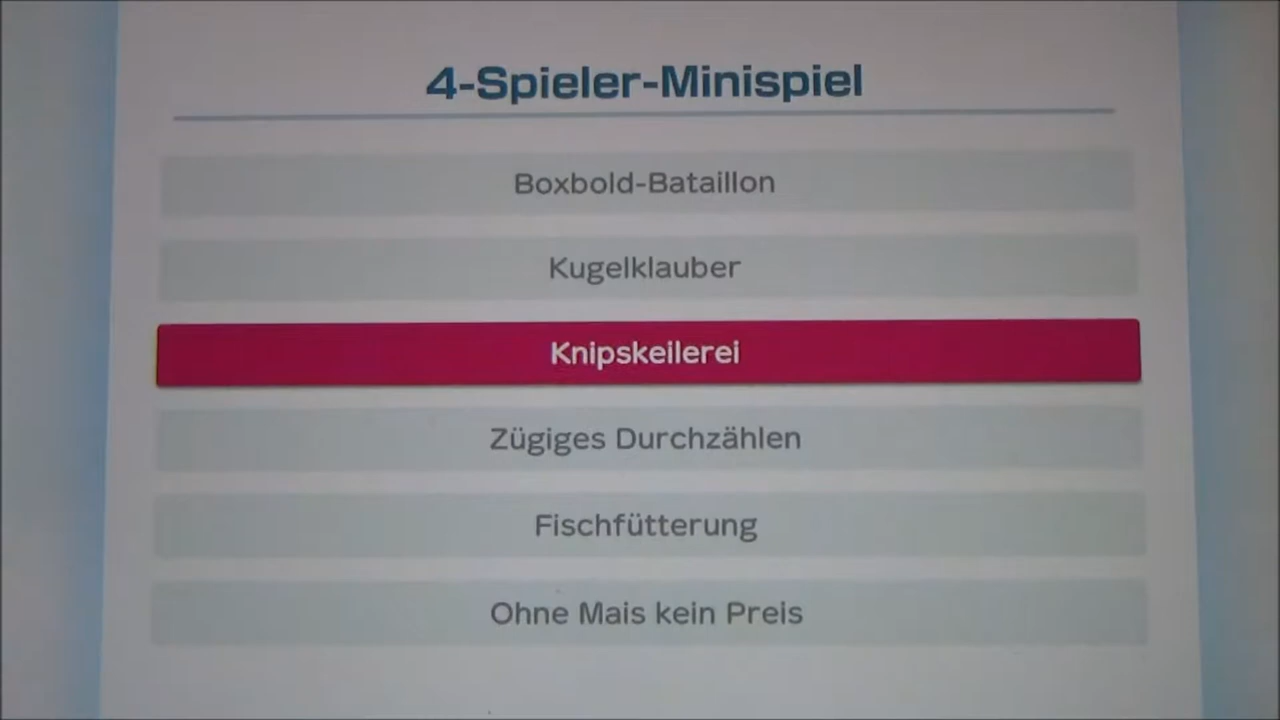 4-Spieler-Minispiel
Boxbold-Bataillon
Kugelklauber
Knipskeilerei
Zügiges Durchzählen
Fischfütterung
Ohne Mais kein Preis